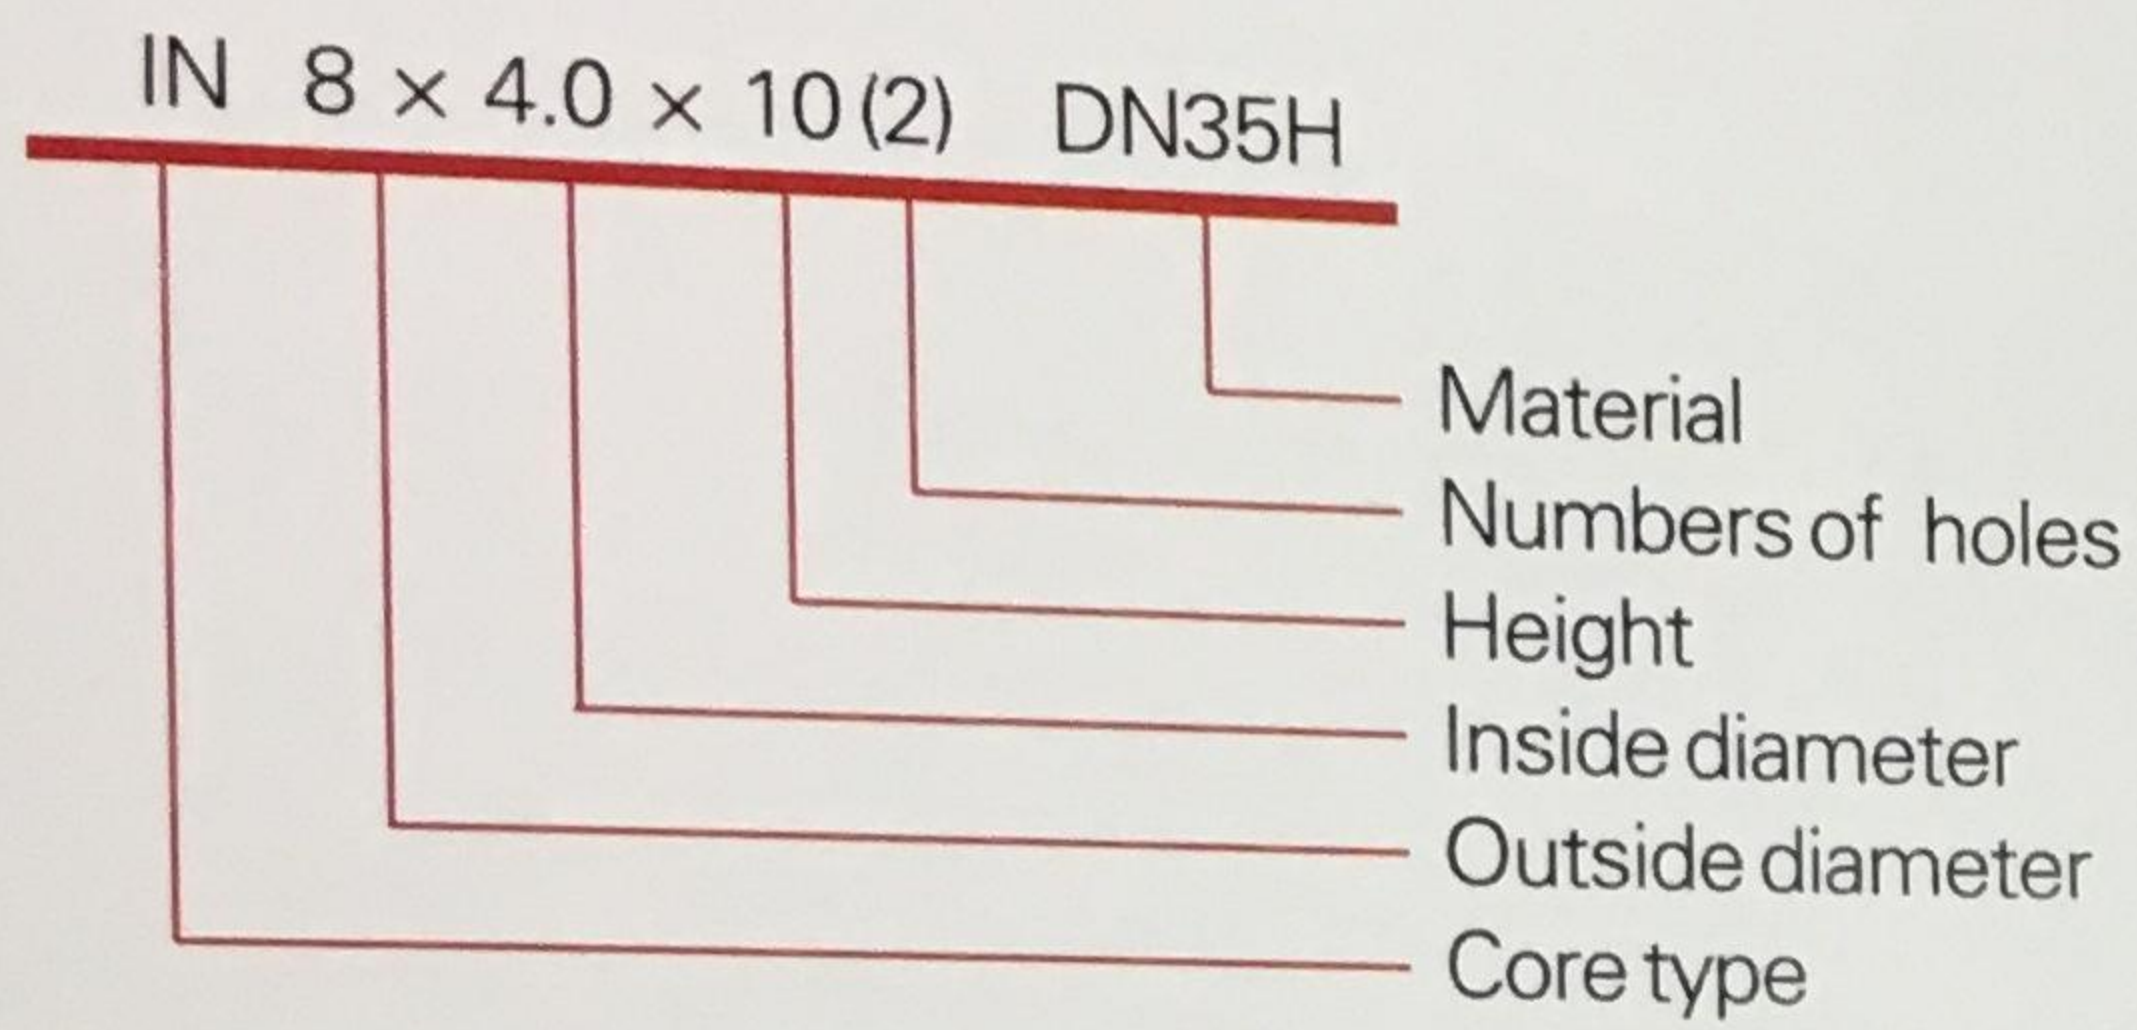 IN 8 × 4.0 × 10(2) DN35H
Material
Numbers of holes
Height
Inside diameter
Outside diameter
Core type